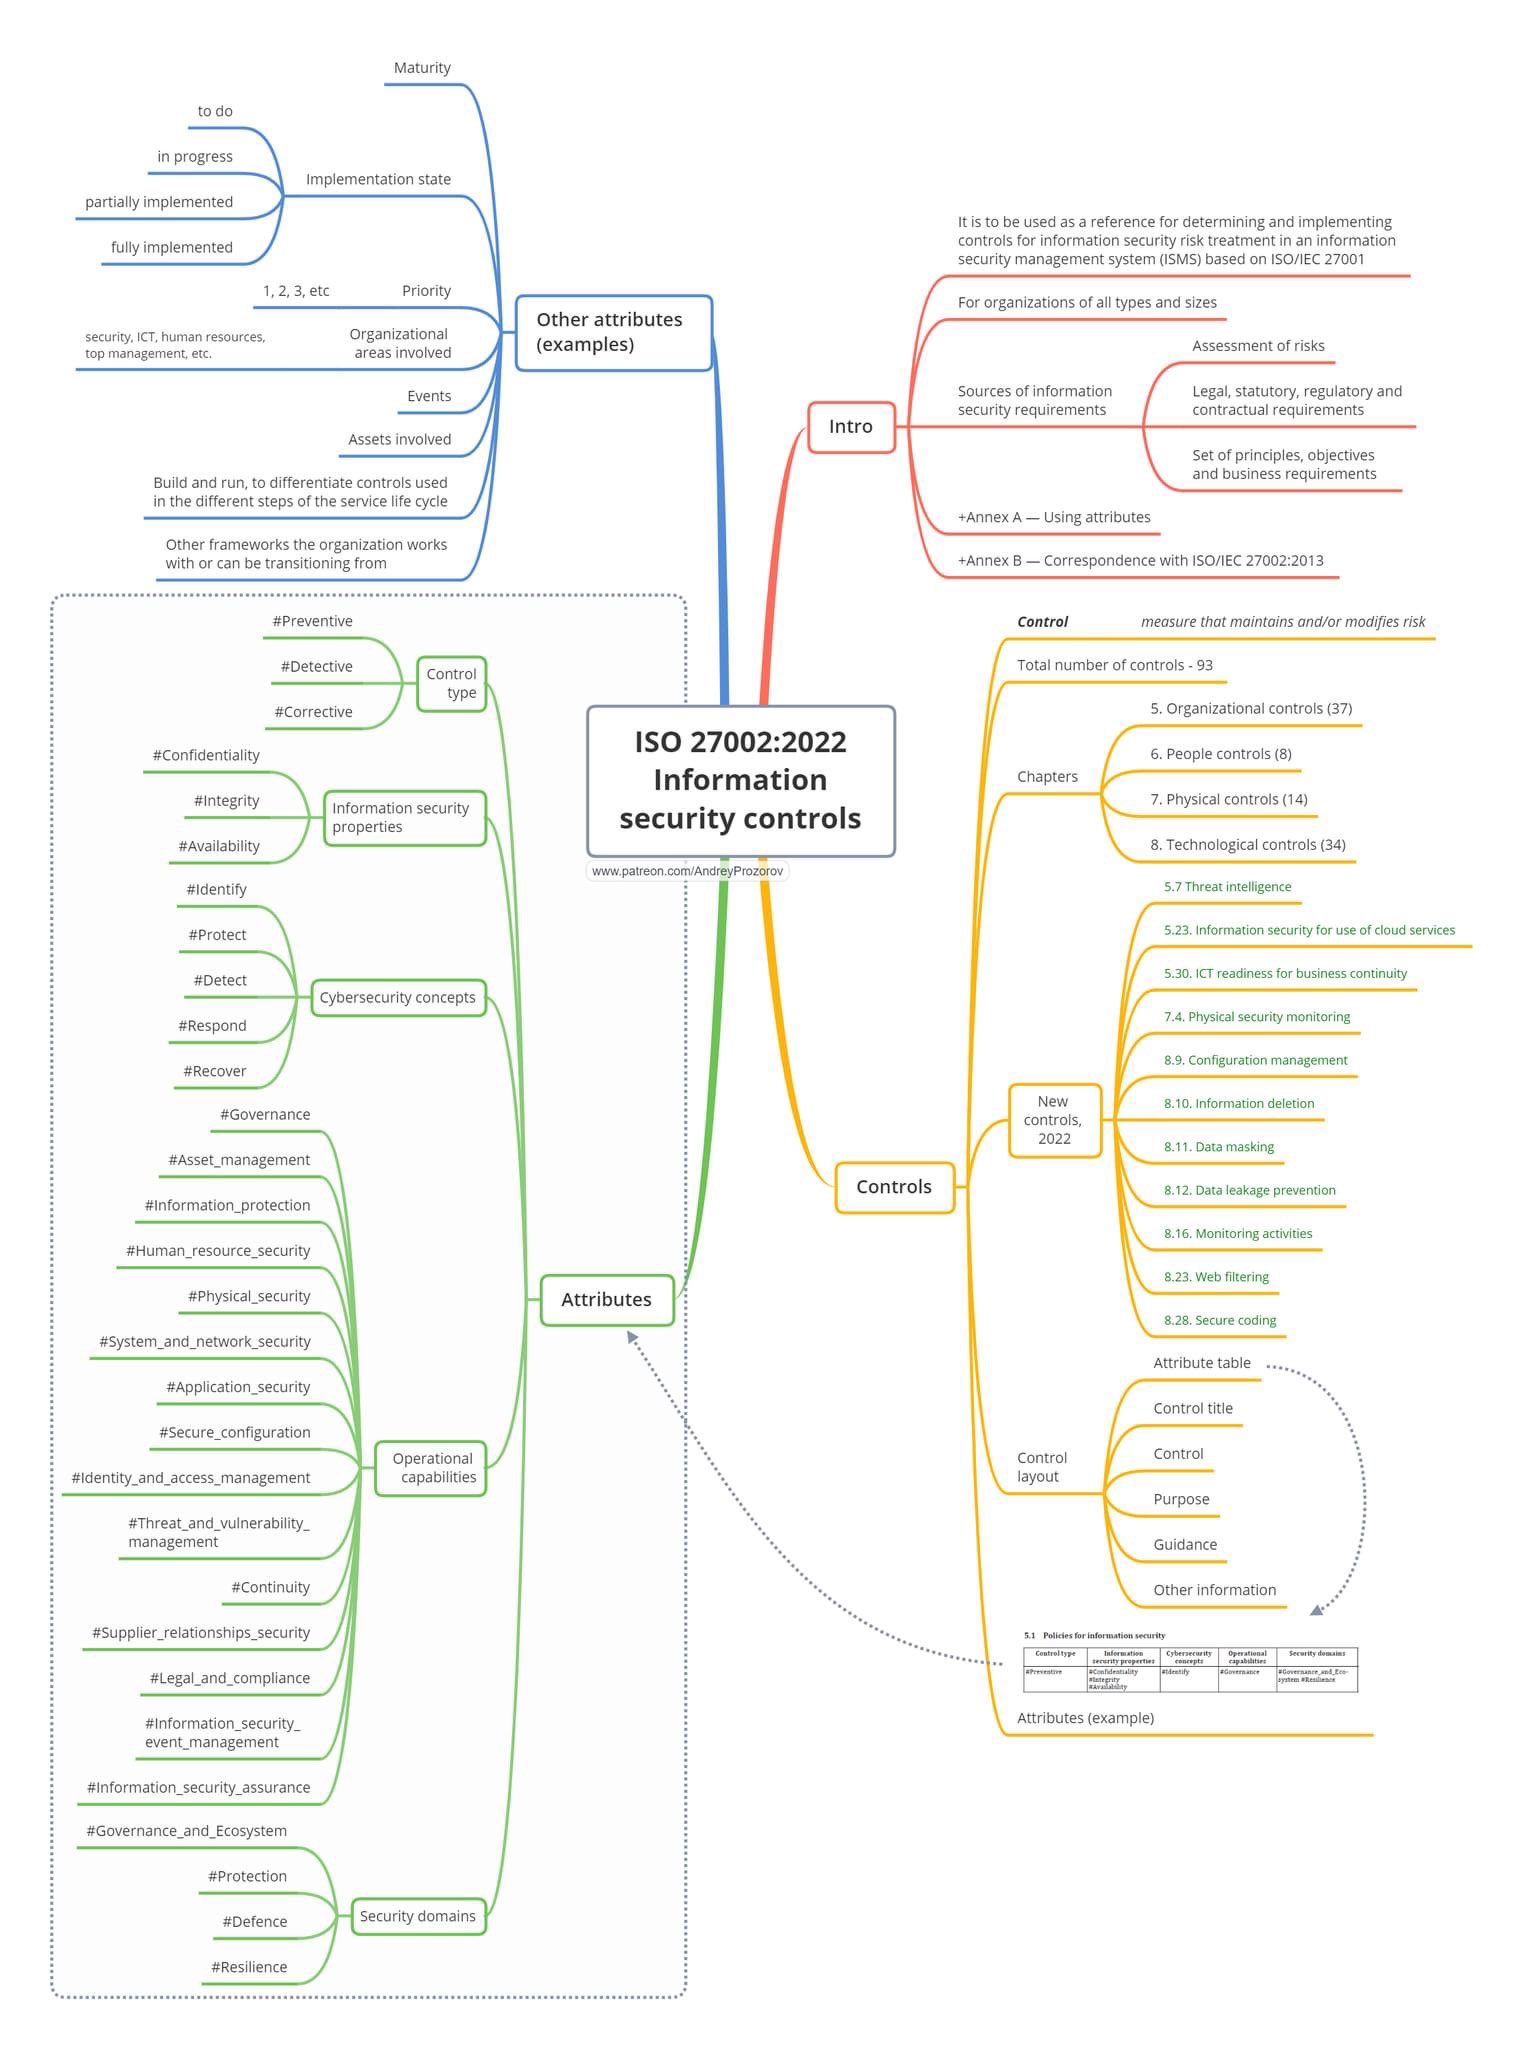 Maturity
to do
in progress
partially implemented
fully implemented
Implementation state
1, 2, 3, etc
Priority
security, ICT, human resources,
top management, etc.
Organizational
areas involved
Events
Assets involved
Build and run, to differentiate controls used
in the different steps of the service life cycle
Other frameworks the organization works
with or can be transitioning from
Other attributes
(examples)
It is to be used as a reference for determining and implementing
controls for information security risk treatment in an information
security management system (ISMS) based on ISO/IEC 27001
For organizations of all types and sizes
Sources of information
security requirements
Assessment of risks
Legal, statutory, regulatory and
contractual requirements
Set of principles, objectives
and business requirements
+Annex A — Using attributes
+Annex B — Correspondence with ISO/IEC 27002:2013
Intro
ISO 27002:2022
Information
security controls
www.patreon.com/AndreyProzorov
#Preventive
#Detective
#Corrective
Control
type
#Confidentiality
#Integrity
#Availability
Information security
properties
#Identify
#Protect
#Detect
#Respond
#Recover
Cybersecurity concepts
#Governance
#Asset_management
#Information_protection
#Human_resource_security
#Physical_security
#System_and_network_security
#Application_security
#Secure_configuration
#Identity_and_access_management
#Threat_and_vulnerability_
management
#Continuity
#Supplier_relationships_security
#Legal_and_compliance
#Information_security_
event_management
#Information_security_assurance
Operational
capabilities
#Governance_and_Ecosystem
#Protection
#Defence
#Resilience
Security domains
Attributes
Controls
Control
measure that maintains and/or modifies risk
Total number of controls - 93
Chapters
5. Organizational controls (37)
6. People controls (8)
7. Physical controls (14)
8. Technological controls (34)
New
controls,
2022
5.7 Threat intelligence
5.23. Information security for use of cloud services
5.30. ICT readiness for business continuity
7.4. Physical security monitoring
8.9. Configuration management
8.10. Information deletion
8.11. Data masking
8.12. Data leakage prevention
8.16. Monitoring activities
8.23. Web filtering
8.28. Secure coding
Control
layout
Attribute table
Control title
Control
Purpose
Guidance
Other information
5.1 Policies for information security
Control type
Information
security properties
Cybersecurity
concepts
Operational
capabilities
Security domains
#Preventive
#Confidentiality
#Integrity
#Availability
#Identify
#Governance
#Governance_and_Eco-
system #Resilience
Attributes (example)